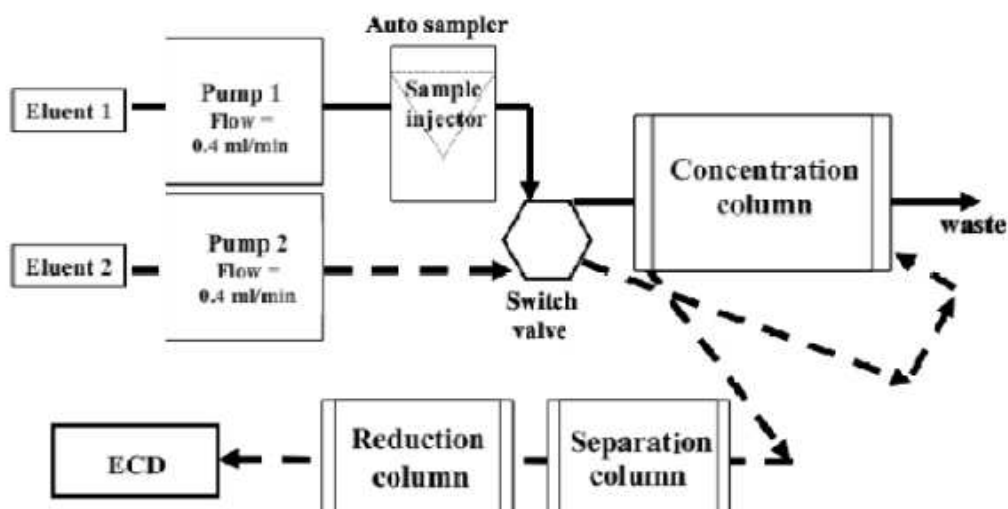 Auto sampler
Eluent 1
Pump 1
Flow =
0.4 ml/min
Sample
injector
Concentration
column
waste
Eluent 2
Pump 2
Flow =
0.4 ml/min
Switch
valve
ECD
Reduction
column
Separation
column